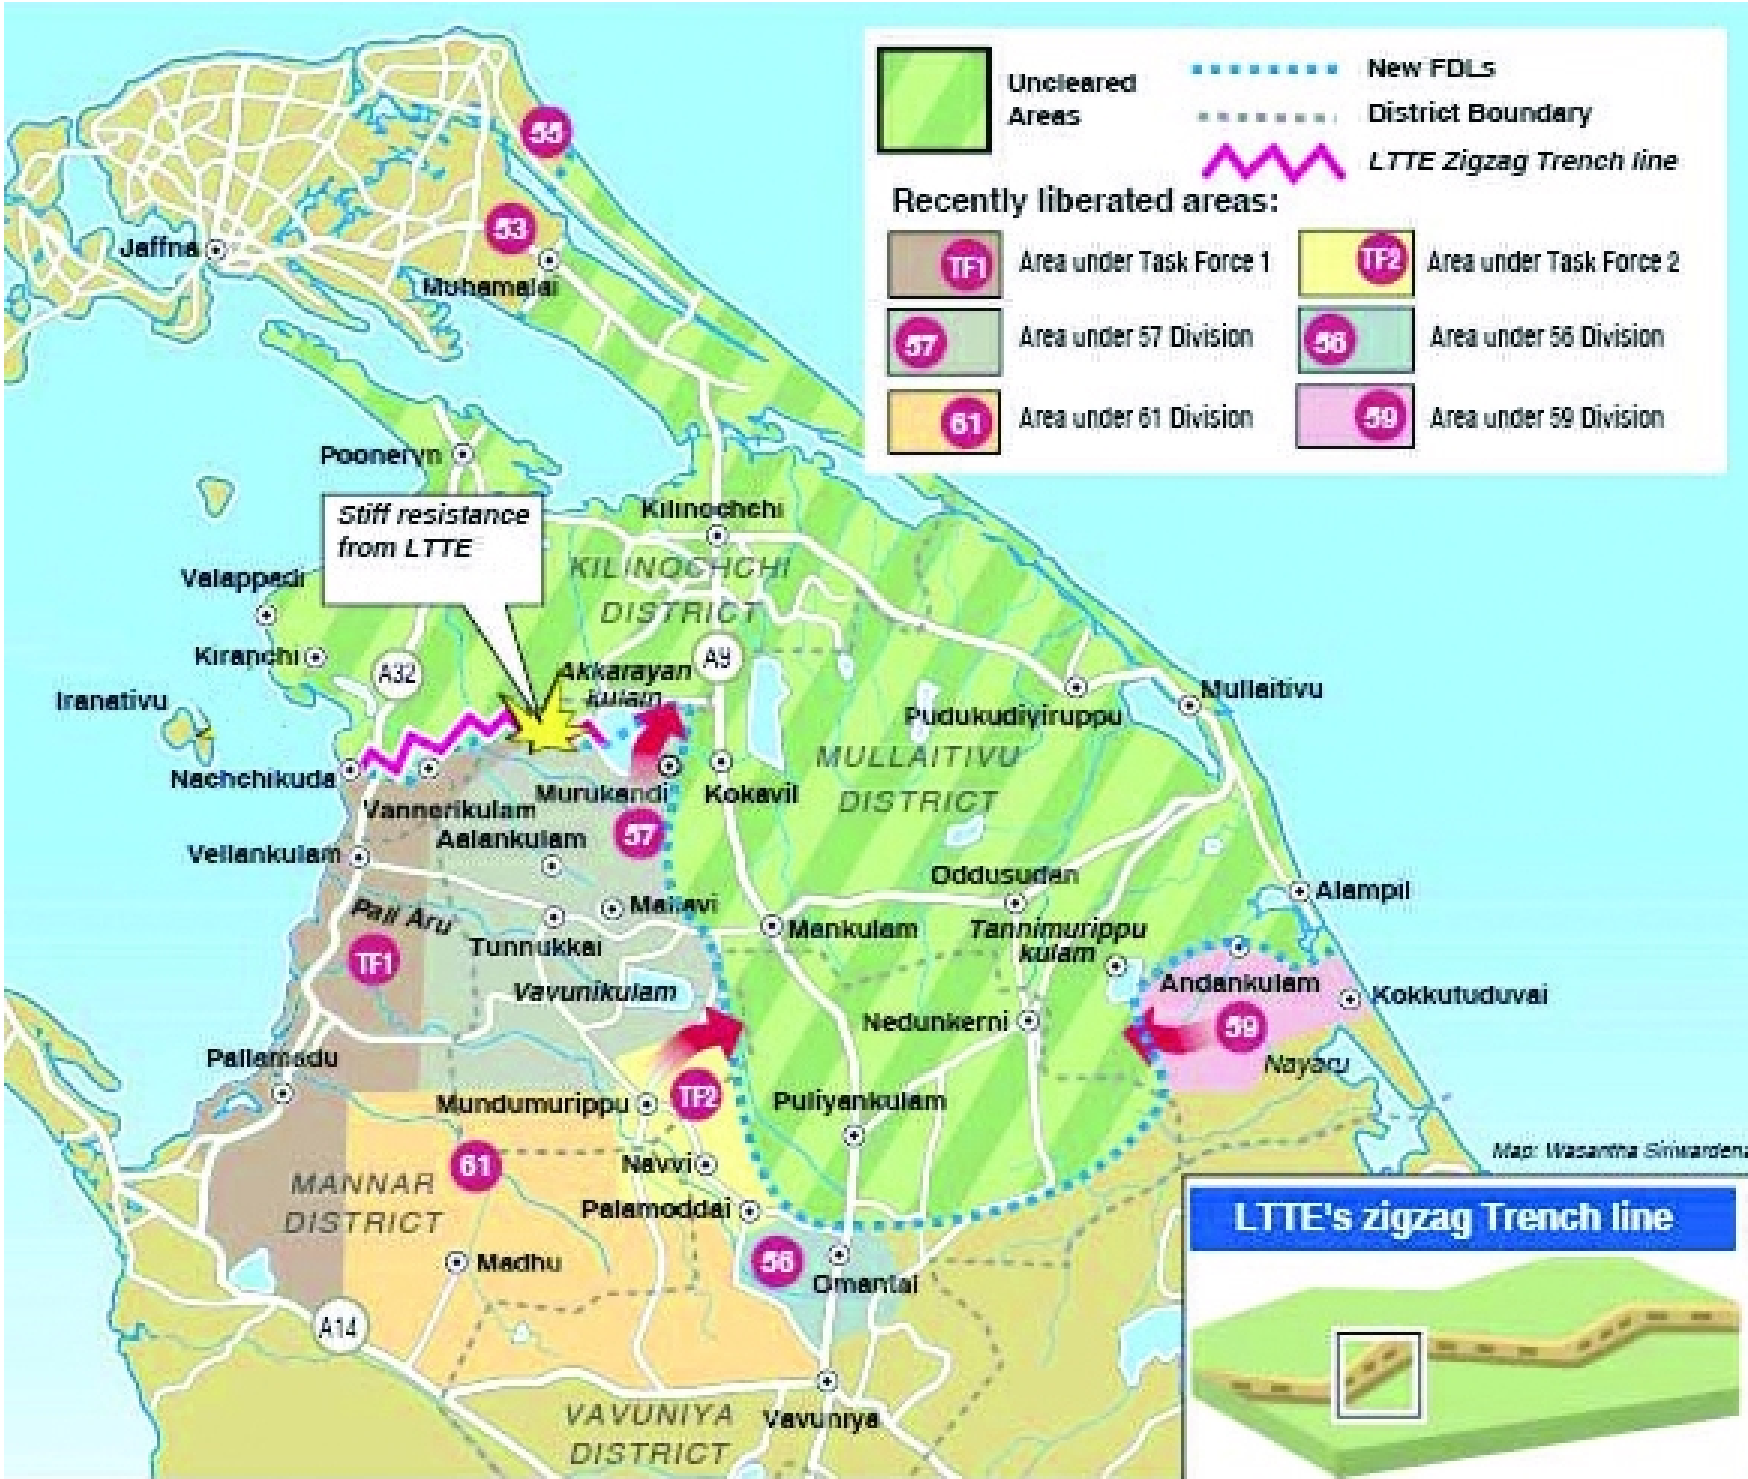 Uncleared
Areas
New FDLs
District Boundary
LTTE Zigzag Trench line
Recently liberated areas:
TF1
Area under Task Force 1
TF2
Area under Task Force 2
57
Area under 57 Division
56
Area under 56 Division
61
Area under 61 Division
59
Area under 59 Division
55
53
Jaffna
Muhamalai
Pooneryn
Stiff resistance
from LTTE
Kilinochchi
KILINOCHCHI
DISTRICT
Valappadi
Kiranchi
A32
A9
Akkarayan
kulam
Iranativu
Mullaitivu
Pudukudiyiruppu
MULLAITIVU
DISTRICT
Nachchikuda
Murukandi
Kokavil
Vannerikulam
57
Aalankulam
Vellankulam
Oddusudan
Alampil
Mallavi
Pali Aru
Mankulam
Tannimurippu
kulam
Tunnukkai
TF1
Andankulam
Vavunikulam
Kokkutuduvai
Nedunkerni
59
Pallamadu
Nayaru
Mundumurippu
TF2
Puliyankulam
61
Navvi
Map: Wasantha Siriwardena
MANNAR
DISTRICT
Palamoddai
56
Madhu
Omantai
A14
VAVUNIYA
DISTRICT
Vavuniya
LTTE's zigzag Trench line